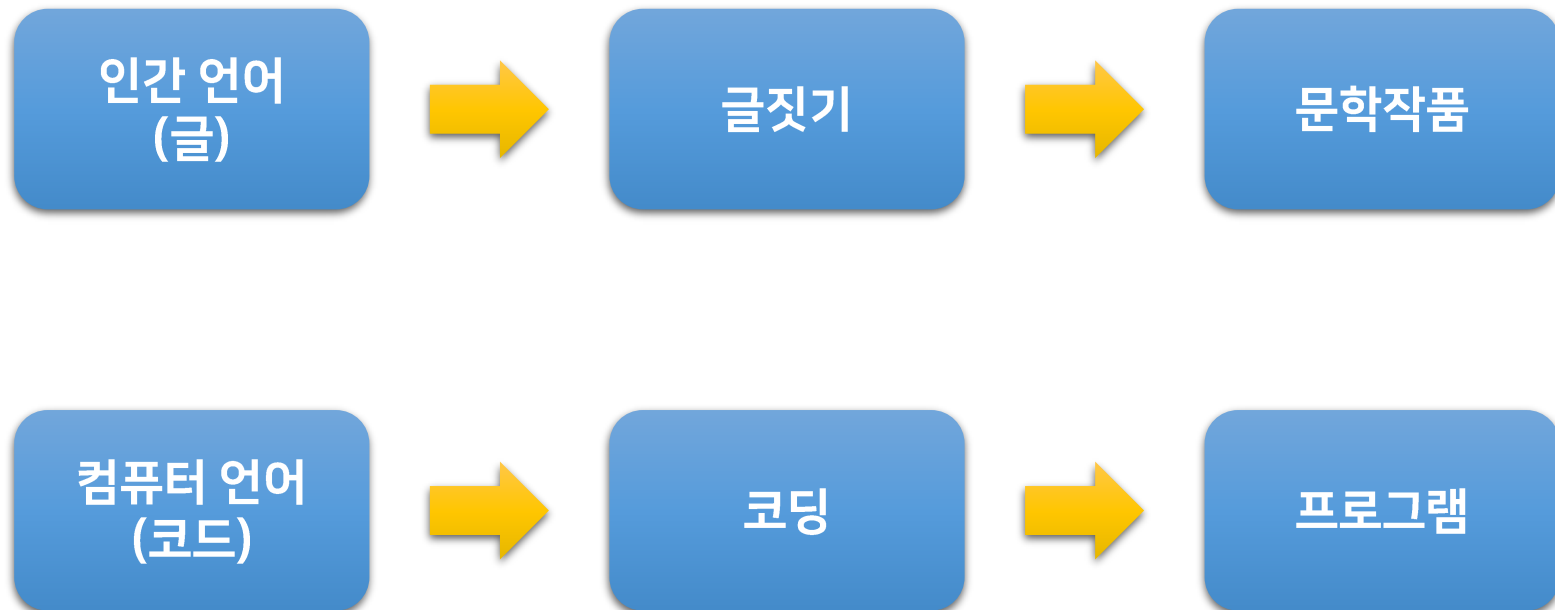 인간 언어
(글)
글짓기
문학작품
컴퓨터 언어
(코드)
코딩
프로그램